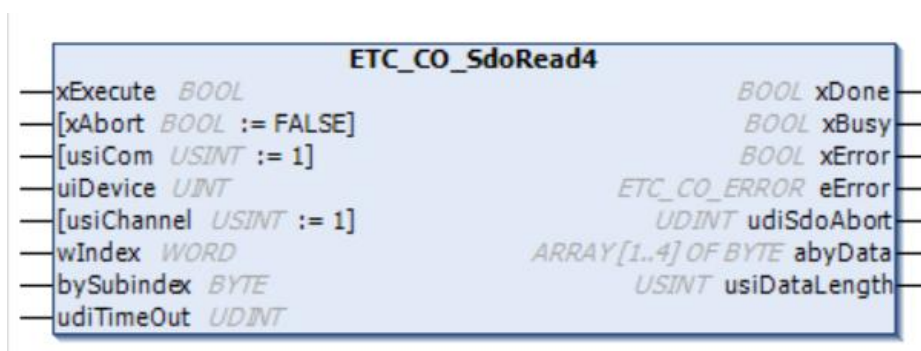 ETC_CO_SdoRead4
xExecute BOOL BOOL xDone
[xAbort BOOL := FALSE] BOOL xBusy
[usiCom USINT := 1] BOOL xError
uiDevice UINT ETC_CO_ERROR eError
[usiChannel USINT := 1] UDINT udiSdoAbort
wIndex WORD ARRAY [1..4] OF BYTE abyData
bySubindex BYTE USINT usiDataLength
udiTimeOut UDINT